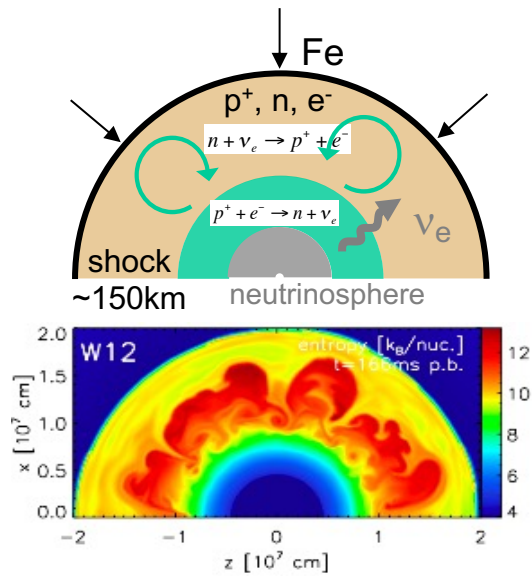 Fe
p⁺, n, e⁻
n + νₑ → p⁺ + e⁻
p⁺ + e⁻ → n + νₑ
νₑ
shock
~150km
neutrinosphere
W12
entropy [k_B/nuc.]
t=166ms p.b.
2.0
1.5
1.0
0.5
0.0
x [10⁷ cm]
-2 -1 0 1 2
z [10⁷ cm]
12
10
8
6
4